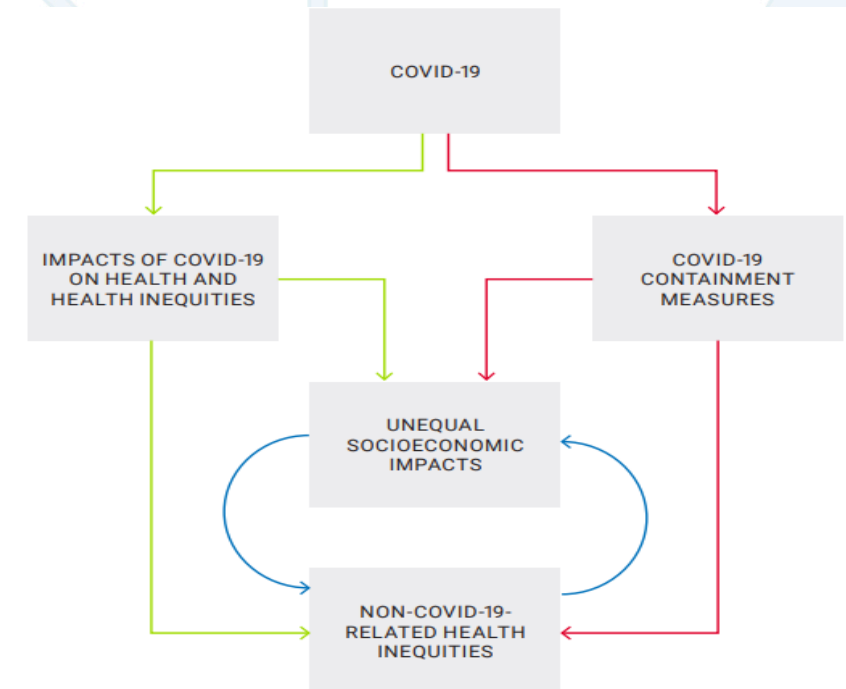 COVID-19
IMPACTS OF COVID-19
ON HEALTH AND
HEALTH INEQUITIES
COVID-19
CONTAINMENT
MEASURES
UNEQUAL
SOCIOECONOMIC
IMPACTS
NON-COVID-19-
RELATED HEALTH
INEQUITIES